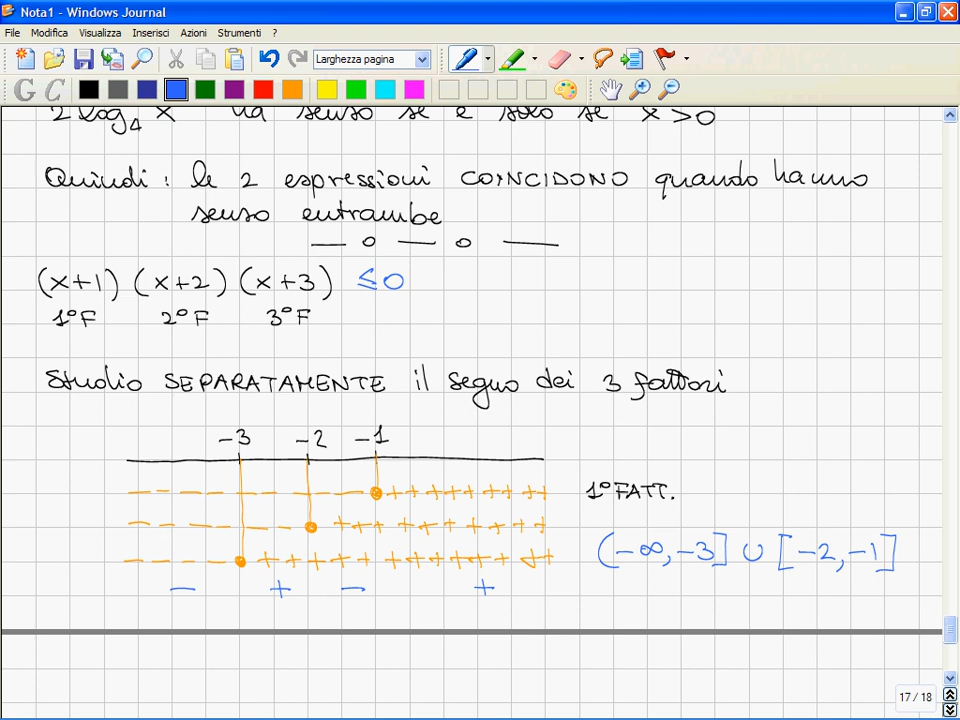 Nota1 - Windows Journal
File Modifica Visualizza Inserisci Azioni Strumenti ?
Larghezza pagina
G C
2 log₄ x ha senso se e solo se x > 0
Quindi : le 2 espressioni COINCIDONO quando hanno
senso entrambe
— o — o —
(x+1) (x+2) (x+3) ≤0
1°F 2°F 3°F
Studio SEPARATAMENTE il segno dei 3 fattori
-3 -2 -1
- - - - - - - - - - + + + + + + + + + 1° FATT.
- - - - - - - - + + + + + + + + + + +
- - - - - + + + + + + + + + + + + + + +
(-∞, -3] ∪ [-2, -1]
- + - +
17 / 18